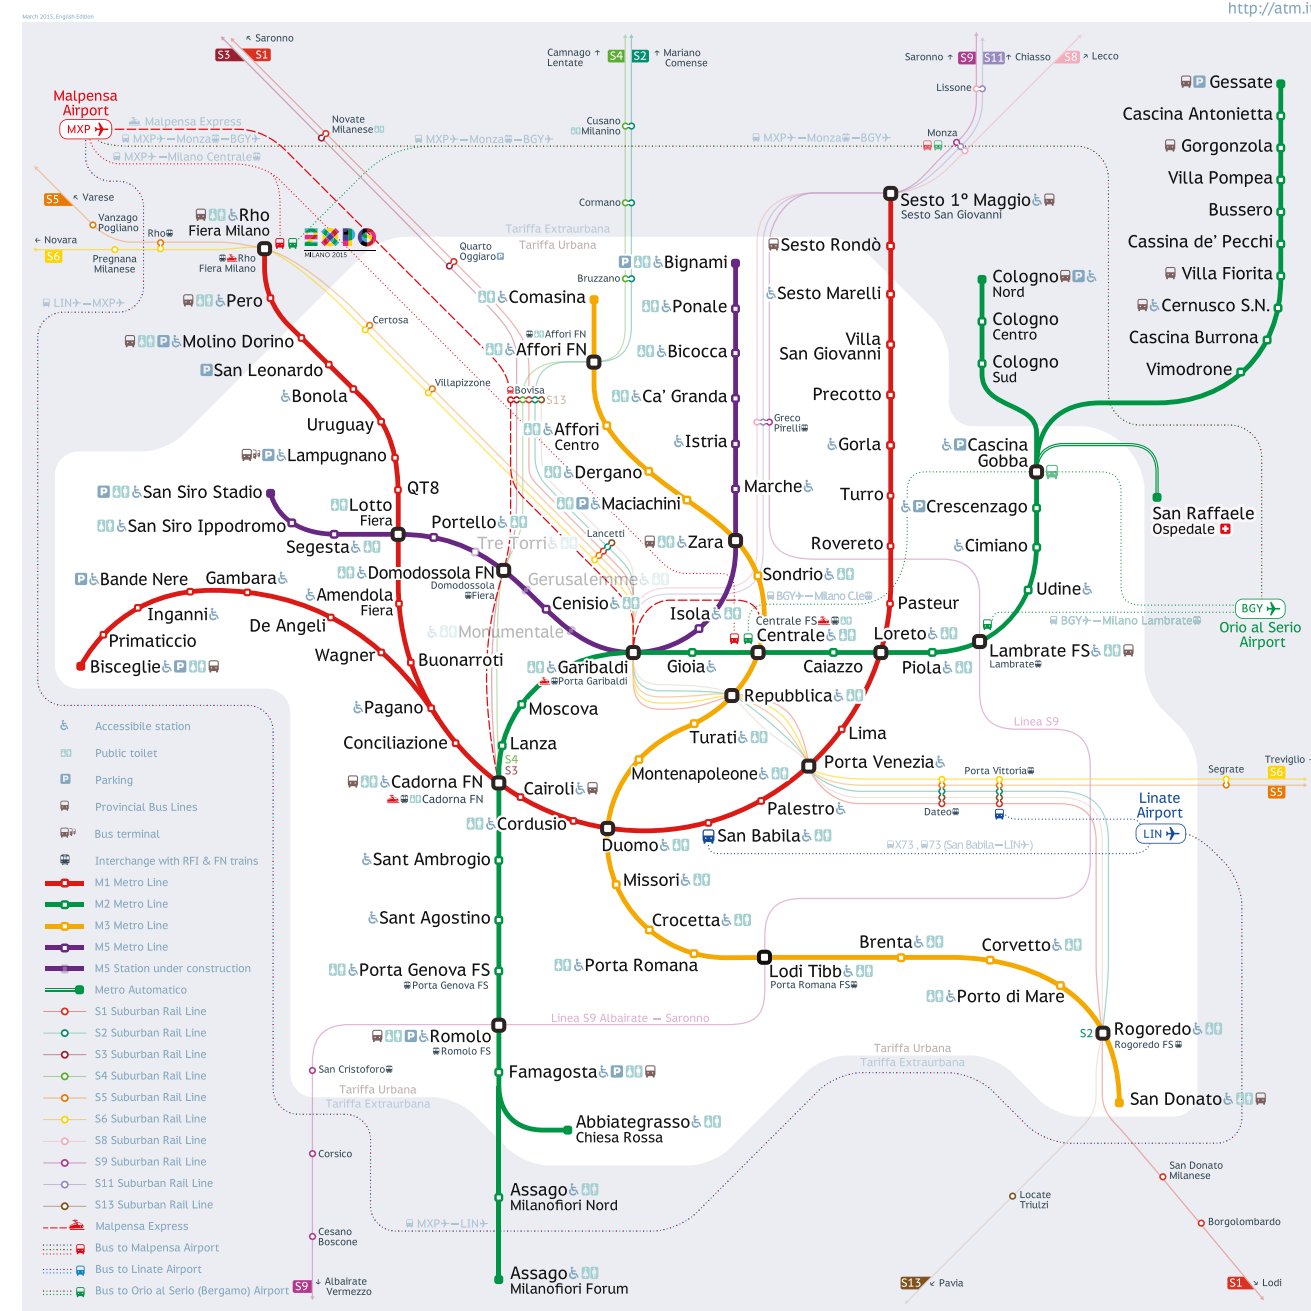 March 2015, English Edition
http://atm.i
Saronno
S3 S1
Camnago
Lentate
S4 S2
Mariano
Comense
Saronno
S9 S11
Chiasso
S8
Lecco
Lissone
Monza
Malpensa
Airport
MXP
Malpensa Express
MXP–Monza–BGY
MXP–Monza–BGY
MXP–Monza–BGY
MXP–Milano Centrale
Novate
Milanese
Cusano
Milanino
Cormano
Bruzzano
Quarto
Oggiaro
S5
Varese
Vanzago
Pogliano
Novara
S6
Pregnana
Milanese
Rho
Rho
Fiera Milano
Rho
Fiera Milano
EXPO
MILANO 2015
LIN–MXP
Tariffa Extraurbana
Tariffa Urbana
P Gessate
Cascina Antonietta
Gorgonzola
Villa Pompea
Bussero
Cassina de' Pecchi
Villa Fiorita
Cernusco S.N.
Cascina Burrona
Vimodrone
Sesto 1º Maggio
Sesto San Giovanni
Sesto Rondò
Sesto Marelli
Villa
San Giovanni
Precotto
Gorla
Turro
Rovereto
Pasteur
Loreto
Cologno P
Nord
Cologno
Centro
Cologno
Sud
P Cascina
Gobba
P Crescenzago
Cimiano
Udine
Lambrate FS
Lambrate
San Raffaele
Ospedale
BGY
Orio al Serio
Airport
BGY–Milano Lambrate
BGY–Milano C.le
P Bignami
Ponale
Bicocca
Ca' Granda
Istria
Marche
Zara
Isola
Greco
Pirelli
Comasina
Affori FN
Affori FN
Bovisa
S13
Affori
Centro
Dergano
P Maciachini
Lancetti
Sondrio
Centrale FS
Centrale
Certosa
Villapizzone
Pero
P Molino Dorino
P San Leonardo
Bonola
Uruguay
P Lampugnano
QT8
Lotto
Fiera
P San Siro Stadio
San Siro Ippodromo
Segesta
Portello
Tre Torri
Domodossola FN
Domodossola
Fiera
Gerusalemme
Cenisio
Monumentale
Garibaldi
Porta Garibaldi
Gioia
Caiazzo
Piola
P Bande Nere
Gambara
Inganni
De Angeli
Primaticcio
Wagner
Bisceglie P
Amendola
Fiera
Buonarroti
Pagano
Conciliazione
Cadorna FN
Cadorna FN
Moscova
Lanza
S4
S3
Cairoli
Cordusio
Repubblica
Turati
Montenapoleone
Duomo
Lima
Porta Venezia
Palestro
San Babila
Dateo
Porta Vittoria
Linea S9
Segrate
Treviglio
S6
S5
Linate
Airport
LIN
X73, 73 (San Babila–LIN)
Sant Ambrogio
Sant Agostino
Porta Genova FS
Porta Genova FS
P Romolo
Romolo FS
Famagosta P
Abbiategrasso
Chiesa Rossa
Assago
Milanofiori Nord
Assago
Milanofiori Forum
Missori
Crocetta
Porta Romana
Lodi Tibb
Porta Romana FS
Brenta
Corvetto
Porto di Mare
S2
Rogoredo
Rogoredo FS
San Donato
Linea S9 Albairate – Saronno
San Cristoforo
Tariffa Urbana
Tariffa Extraurbana
Tariffa Urbana
Tariffa Extraurbana
Corsico
Cesano
Boscone
S9
Albairate
Vermezzo
MXP–LIN
San Donato
Milanese
Borgolombardo
Locate
Triulzi
S13
Pavia
S1
Lodi
Accessible station
Public toilet
P Parking
Provincial Bus Lines
Bus terminal
Interchange with RFI & FN trains
M1 Metro Line
M2 Metro Line
M3 Metro Line
M5 Metro Line
M5 Station under construction
Metro Automatico
S1 Suburban Rail Line
S2 Suburban Rail Line
S3 Suburban Rail Line
S4 Suburban Rail Line
S5 Suburban Rail Line
S6 Suburban Rail Line
S8 Suburban Rail Line
S9 Suburban Rail Line
S11 Suburban Rail Line
S13 Suburban Rail Line
Malpensa Express
Bus to Malpensa Airport
Bus to Linate Airport
Bus to Orio al Serio (Bergamo) Airport